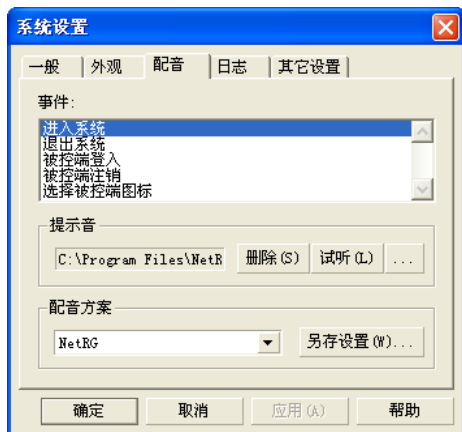 系统设置
一般 外观 配音 日志 其它设置
事件:
进入系统
退出系统
被控端登入
被控端注销
选择被控端图标
提示音
C:\Program Files\NetR 删除(S) 试听(L) ...
配音方案
NetRG 另存设置(W)...
确定 取消 应用(A) 帮助